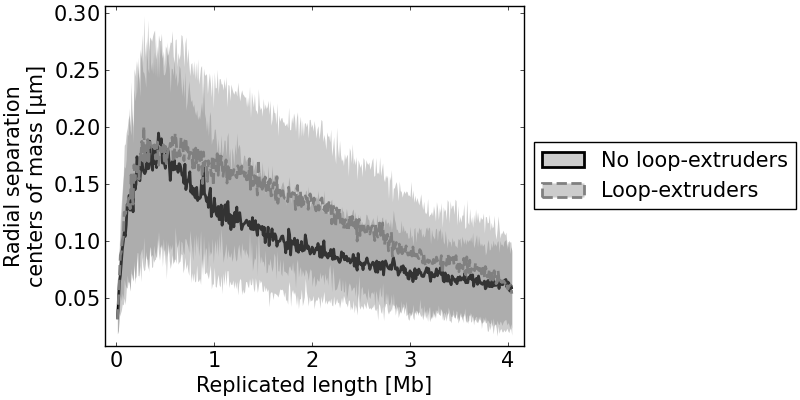 0.30
0.25
0.20
0.15
0.10
0.05
Radial separation
centers of mass [μm]
0 1 2 3 4
Replicated length [Mb]
No loop-extruders
Loop-extruders